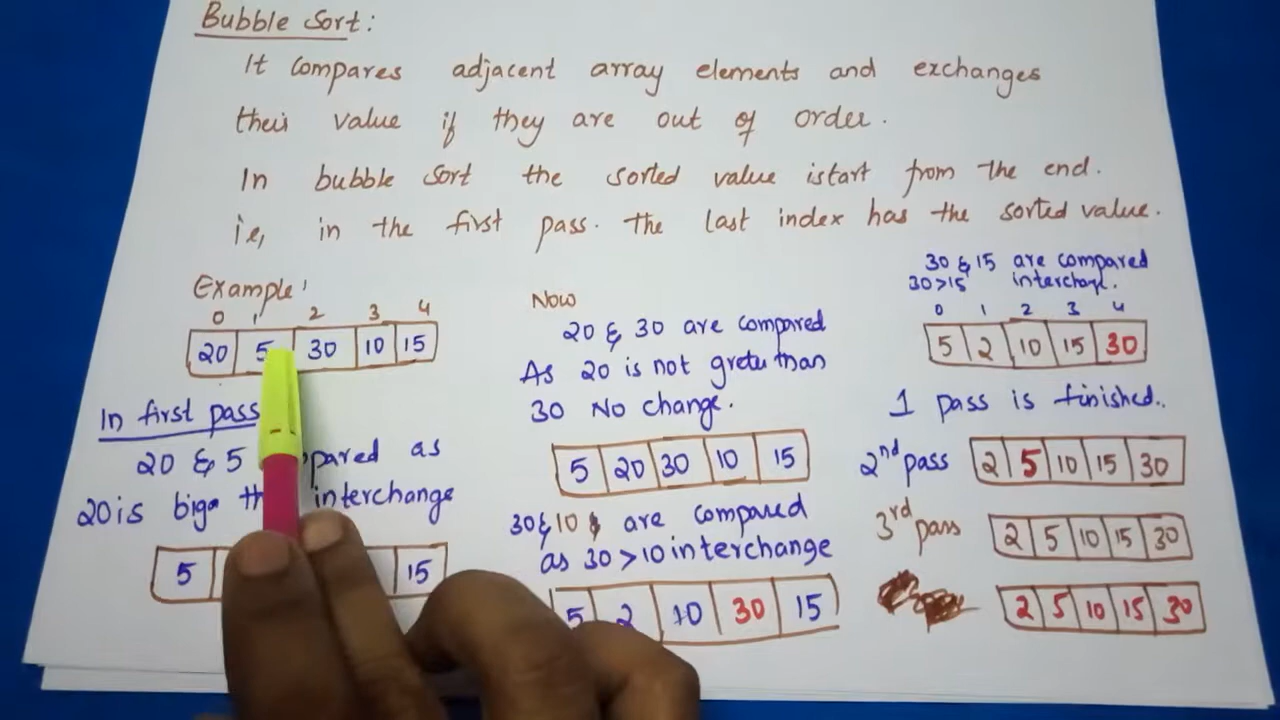 Bubble Sort:
It compares adjacent array elements and exchanges
their value if they are out of order.
In bubble sort the sorted value is start from the end.
ie, in the first pass. The last index has the sorted value.
Example:
0 1 2 3 4
20 5 30 10 15
In first pass
20 & 5 as
20 is big interchange
5 15
Now
20 & 30 are compared
As 20 is not than
30 No change.
5 20 30 10 15
30 & 10 are compared
as 30 > 10 interchange
5 2 10 30 15
30 & 15 are compared
30 > 15
0 1 2 3 4
5 2 10 15 30
1 pass is finished..
2nd pass 2 5 10 15 30
3rd pass 2 5 10 15 30
2 5 10 15 30